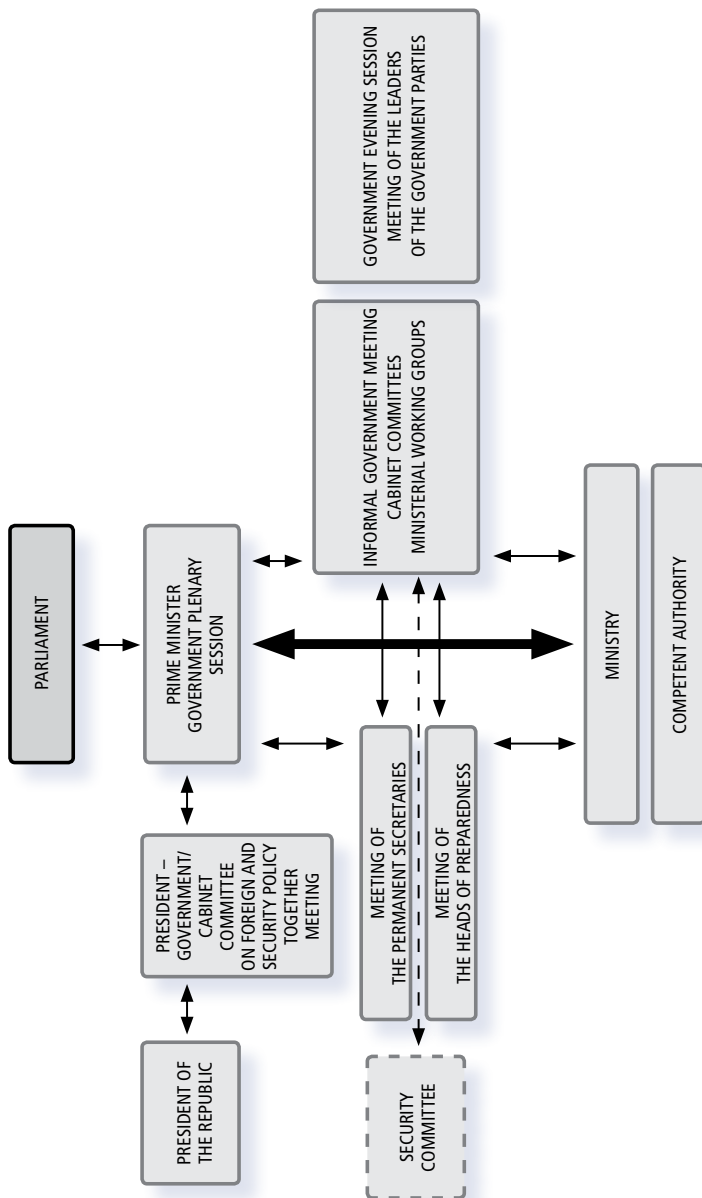 PARLIAMENT
PRESIDENT OF
THE REPUBLIC
PRESIDENT –
GOVERNMENT/
CABINET
COMMITTEE
ON FOREIGN AND
SECURITY POLICY
TOGETHER
MEETING
PRIME MINISTER
GOVERNMENT PLENARY
SESSION
SECURITY
COMMITTEE
MEETING OF
THE PERMANENT SECRETARIES
MEETING OF
THE HEADS OF PREPAREDNESS
INFORMAL GOVERNMENT MEETING
CABINET COMMITTEES
MINISTERIAL WORKING GROUPS
GOVERNMENT EVENING SESSION
MEETING OF THE LEADERS
OF THE GOVERNMENT PARTIES
MINISTRY
COMPETENT AUTHORITY